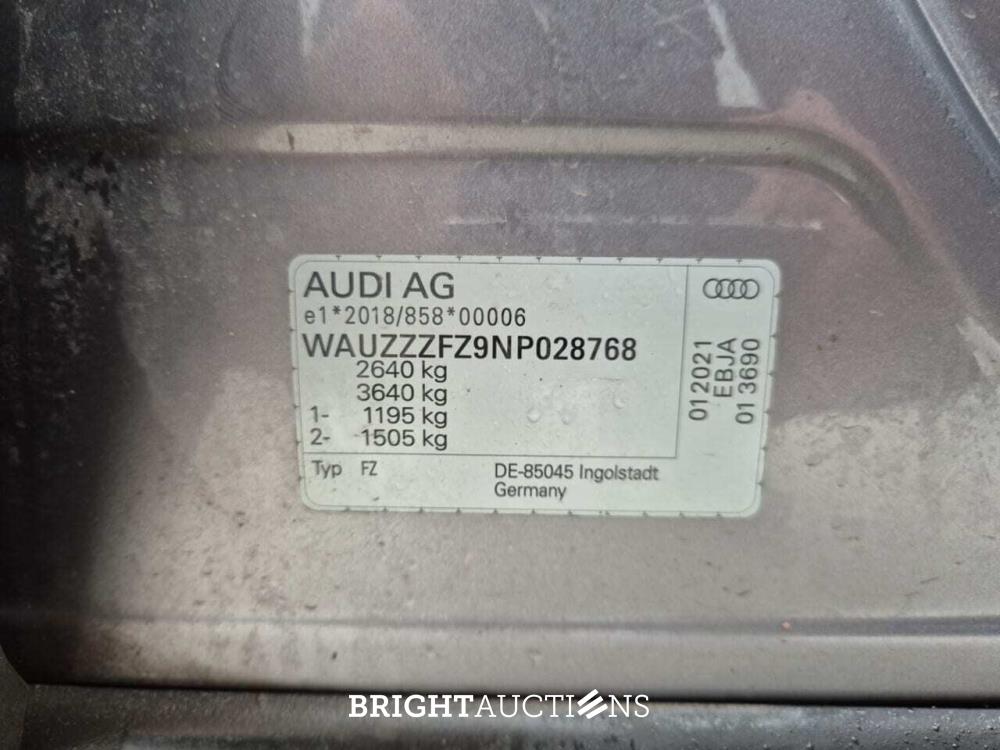 AUDI AG
e1*2018/858*00006
WAUZZZFZ9NP028768
2640 kg
3640 kg
1- 1195 kg
2- 1505 kg
Typ FZ
DE-85045 Ingolstadt
Germany
012021
EBJA
013690
BRIGHTAUCTIONS